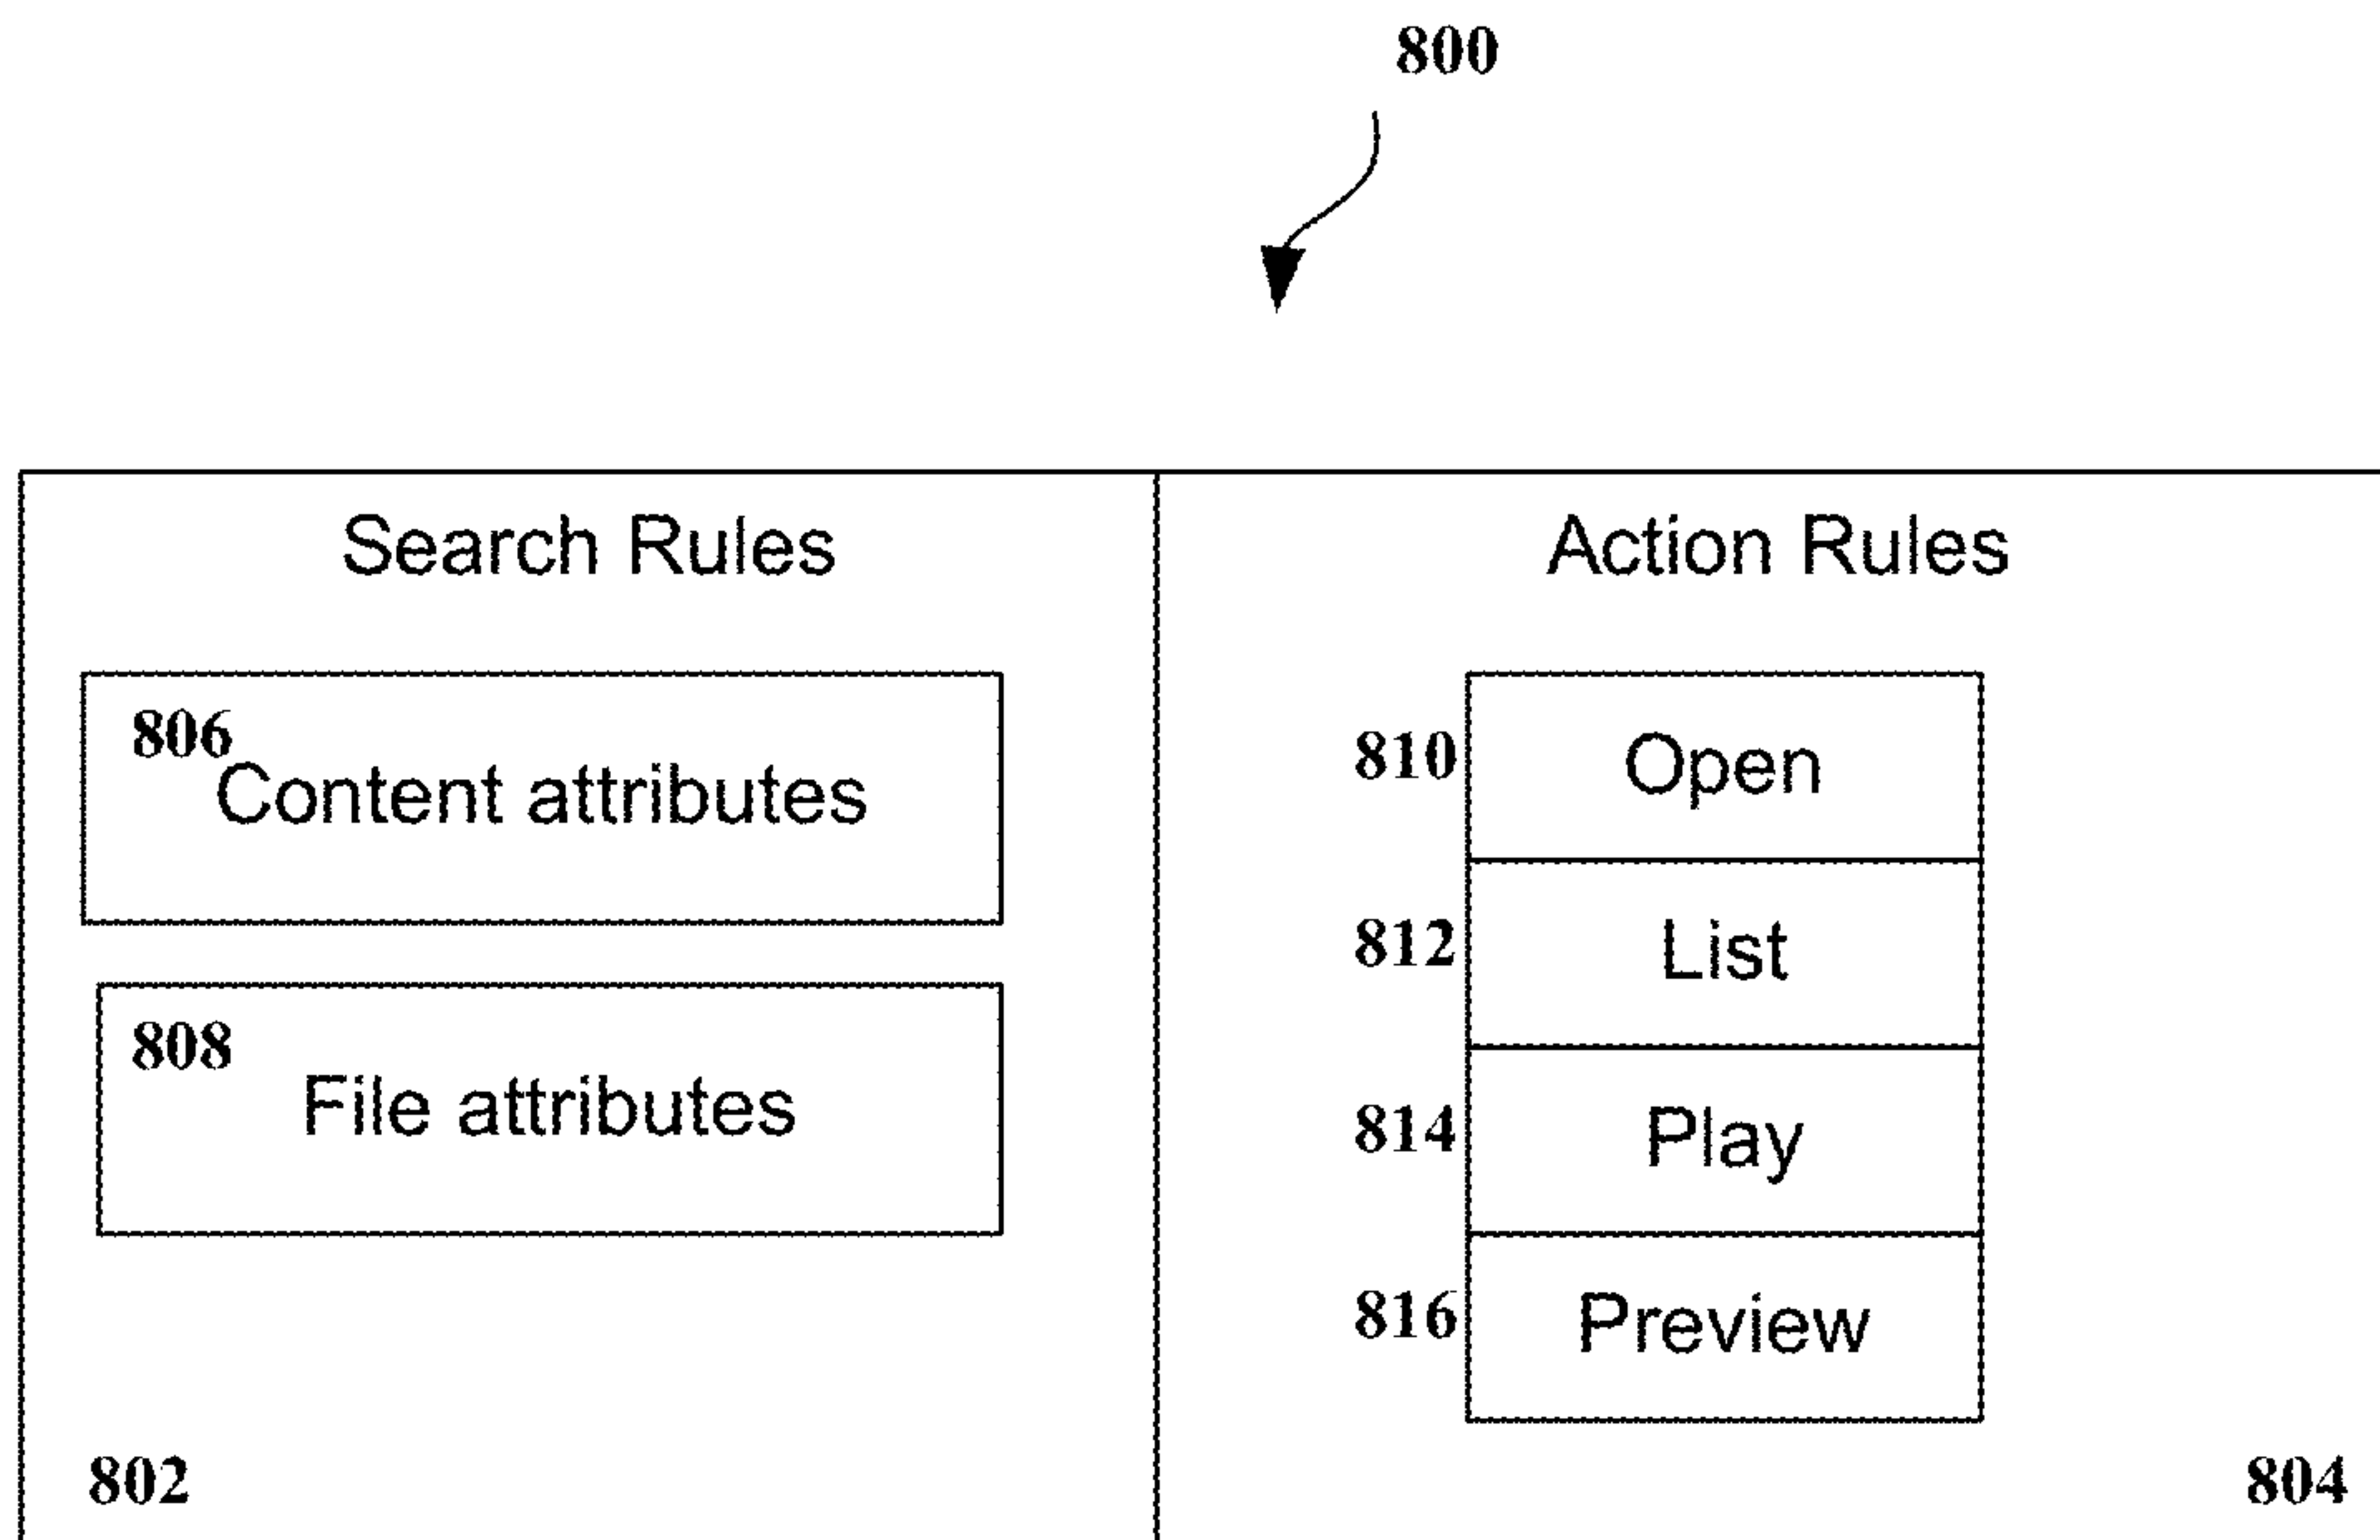 800
Search Rules
Action Rules
806
Content attributes
808
File attributes
802
810
Open
812
List
814
Play
816
Preview
804